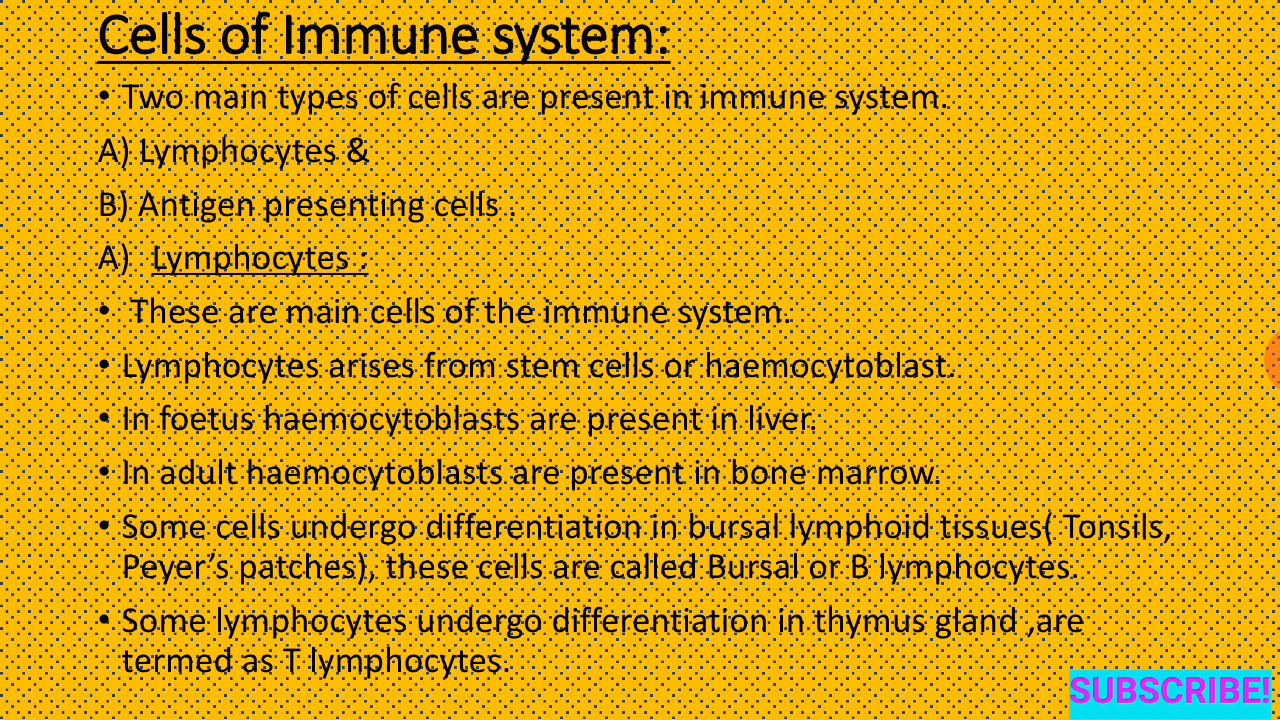 Cells of Immune system:
• Two main types of cells are present in immune system.
A) Lymphocytes &
B) Antigen presenting cells .
A) Lymphocytes :
• These are main cells of the immune system.
• Lymphocytes arises from stem cells or haemocytoblast.
• In foetus haemocytoblasts are present in liver.
• In adult haemocytoblasts are present in bone marrow.
• Some cells undergo differentiation in bursal lymphoid tissues( Tonsils,
Peyer’s patches), these cells are called Bursal or B lymphocytes.
• Some lymphocytes undergo differentiation in thymus gland ,are
termed as T lymphocytes.
SUBSCRIBE!